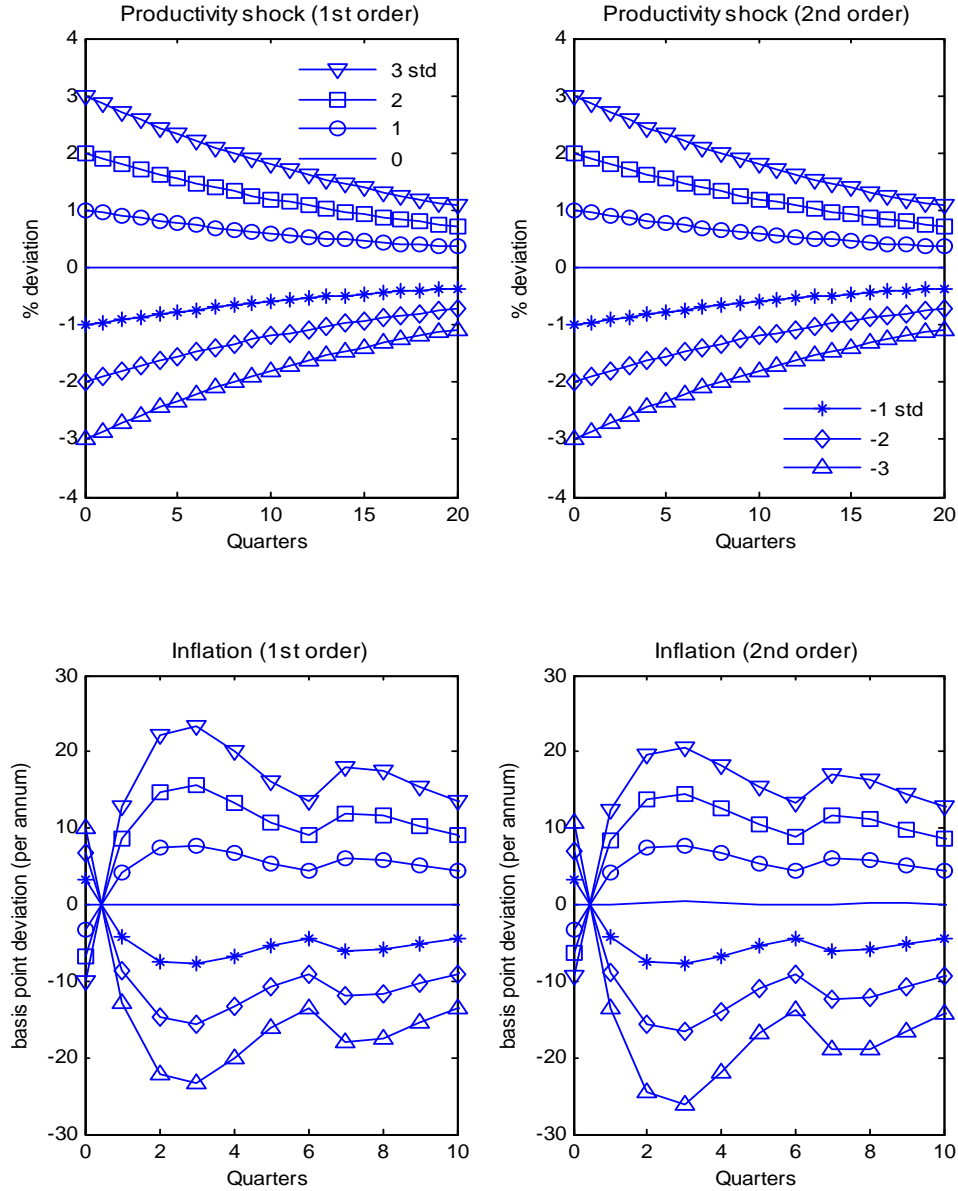 Productivity shock (1st order)
4
3
2
1
0
-1
-2
-3
-4
% deviation
3 std
2
1
0
0 5 10 15 20
Quarters
Productivity shock (2nd order)
4
3
2
1
0
-1
-2
-3
-4
% deviation
-1 std
-2
-3
0 5 10 15 20
Quarters
Inflation (1st order)
30
20
10
0
-10
-20
-30
basis point deviation (per annum)
0 2 4 6 8 10
Quarters
Inflation (2nd order)
30
20
10
0
-10
-20
-30
basis point deviation (per annum)
0 2 4 6 8 10
Quarters